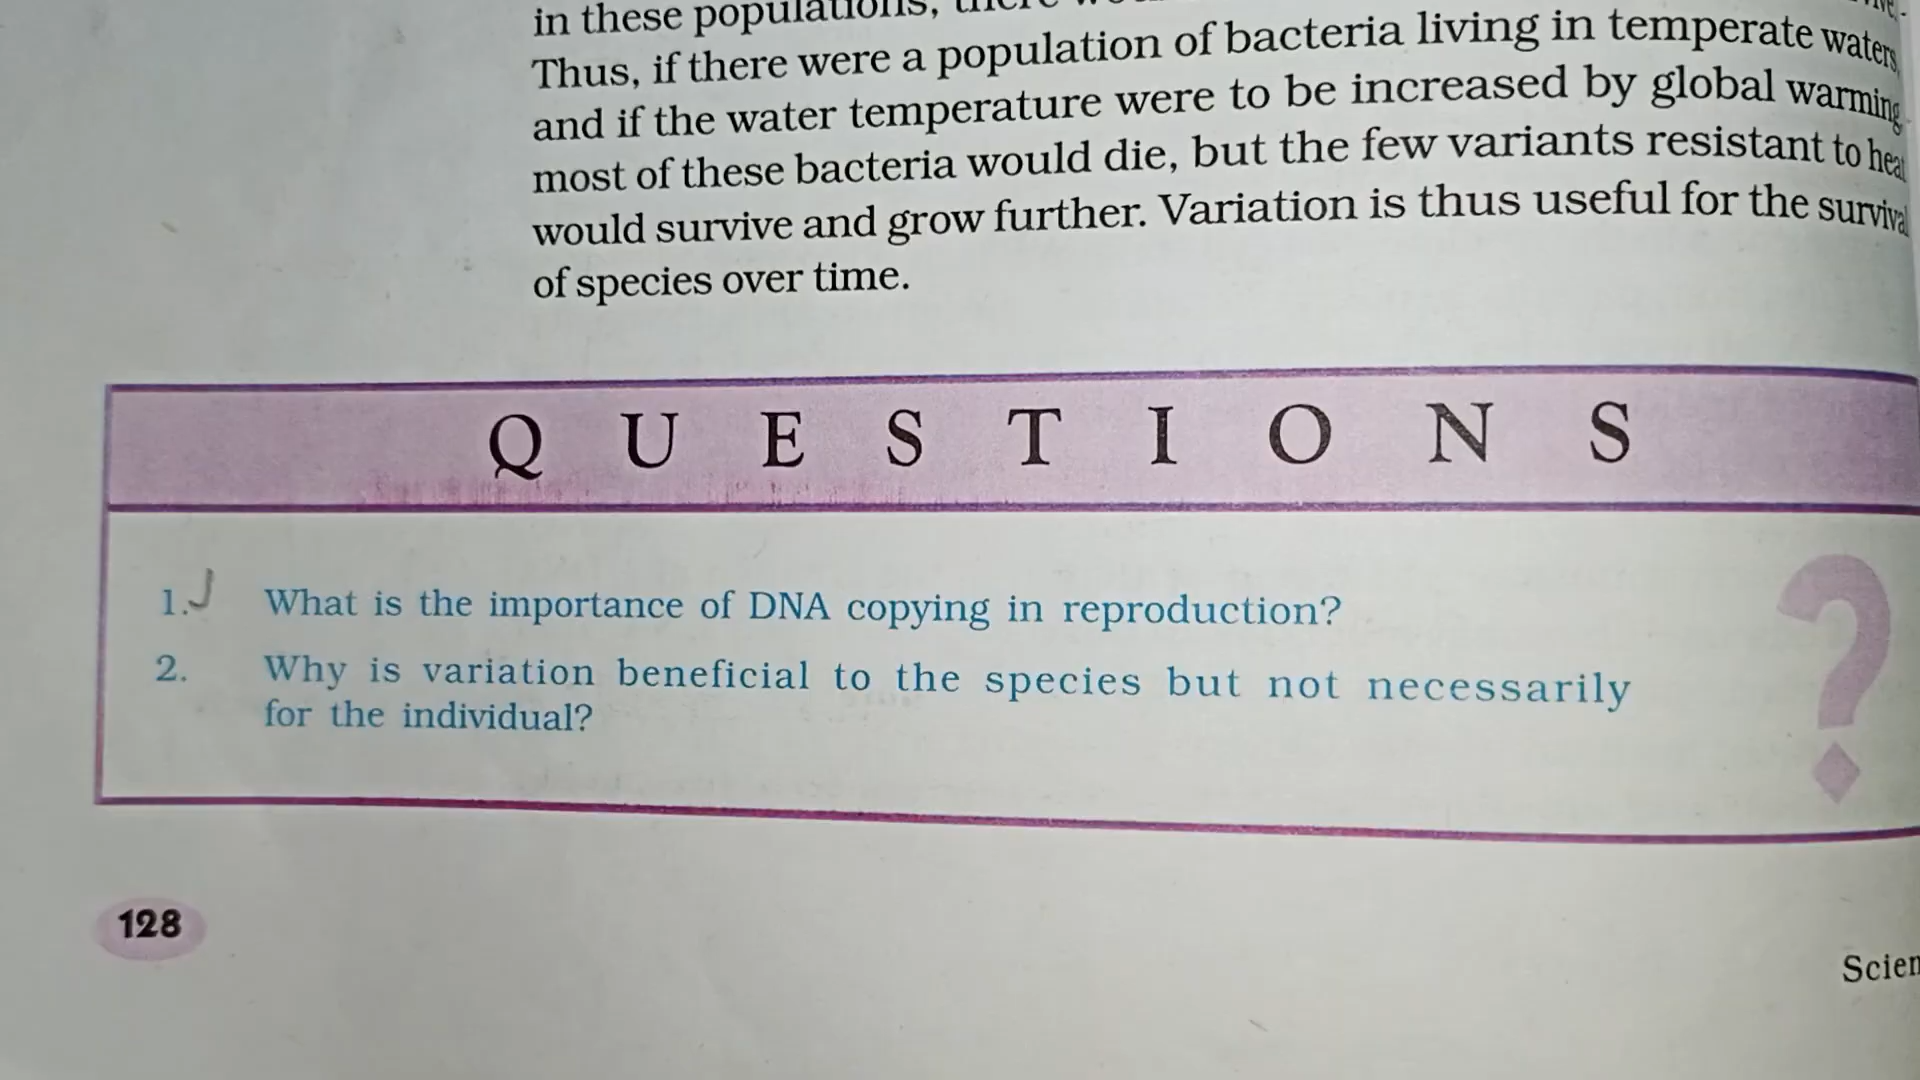 in these populations,
Thus, if there were a population of bacteria living in temperate waters,
and if the water temperature were to be increased by global warming,
most of these bacteria would die, but the few variants resistant to heat
would survive and grow further. Variation is thus useful for the survival
of species over time.
QUESTIONS
1. What is the importance of DNA copying in reproduction?
2. Why is variation beneficial to the species but not necessarily
for the individual?
?
128
Scien